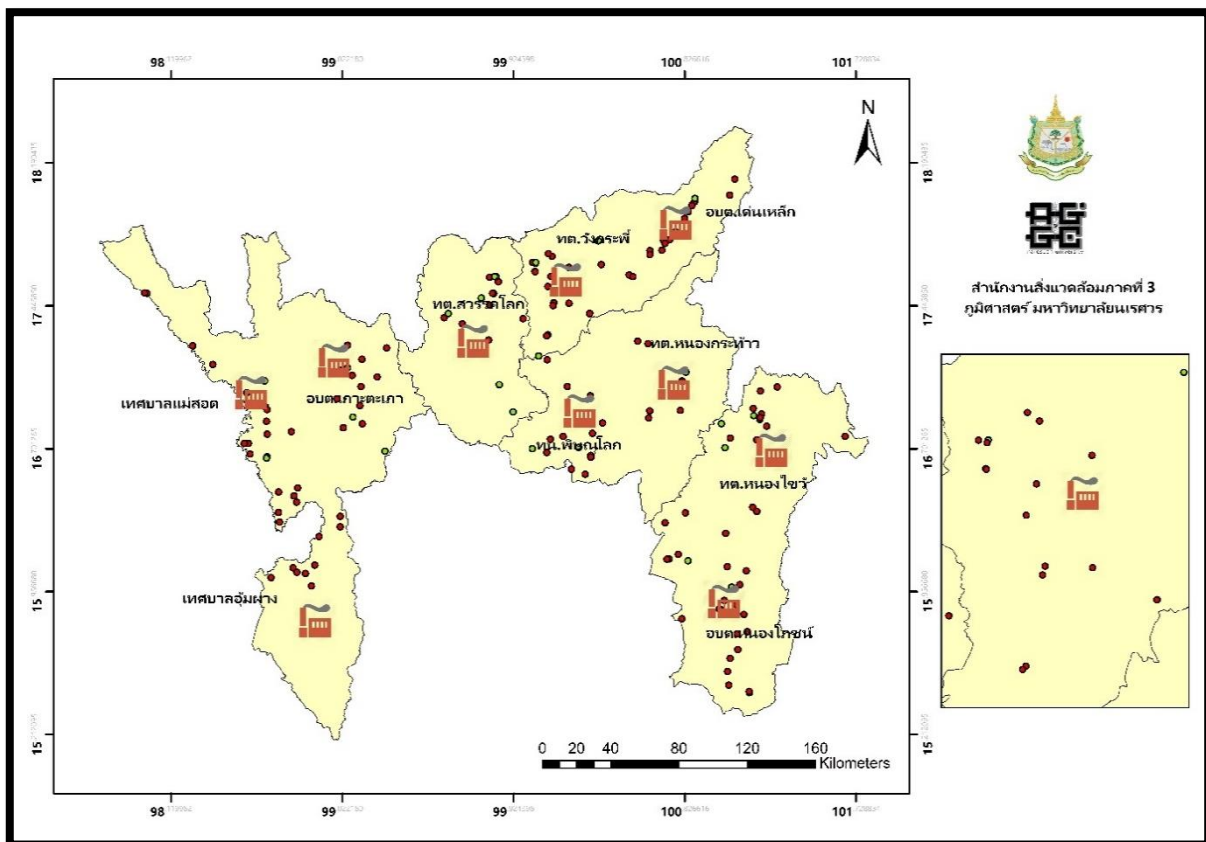 98 99 99 100 101
N
18 18
อบต.เด่นเหล็ก
ทต.วังกะพี่
สำนักงานสิ่งแวดล้อมภาคที่ 3
ภูมิศาสตร์ มหาวิทยาลัยนเรศวร
17 17
ทต.สวรรคโลก
ทต.หนองกระท้าว
เทศบาลแม่สอด
อบต.เกาะตะเภา
ทน.พิษณุโลก
16 16
ทต.หนองไขว่
15 15
เทศบาลอุ้มผาง
อบต.หนองโภชน์
15 15
0 20 40 80 120 160
Kilometers
98 99 99 100 101